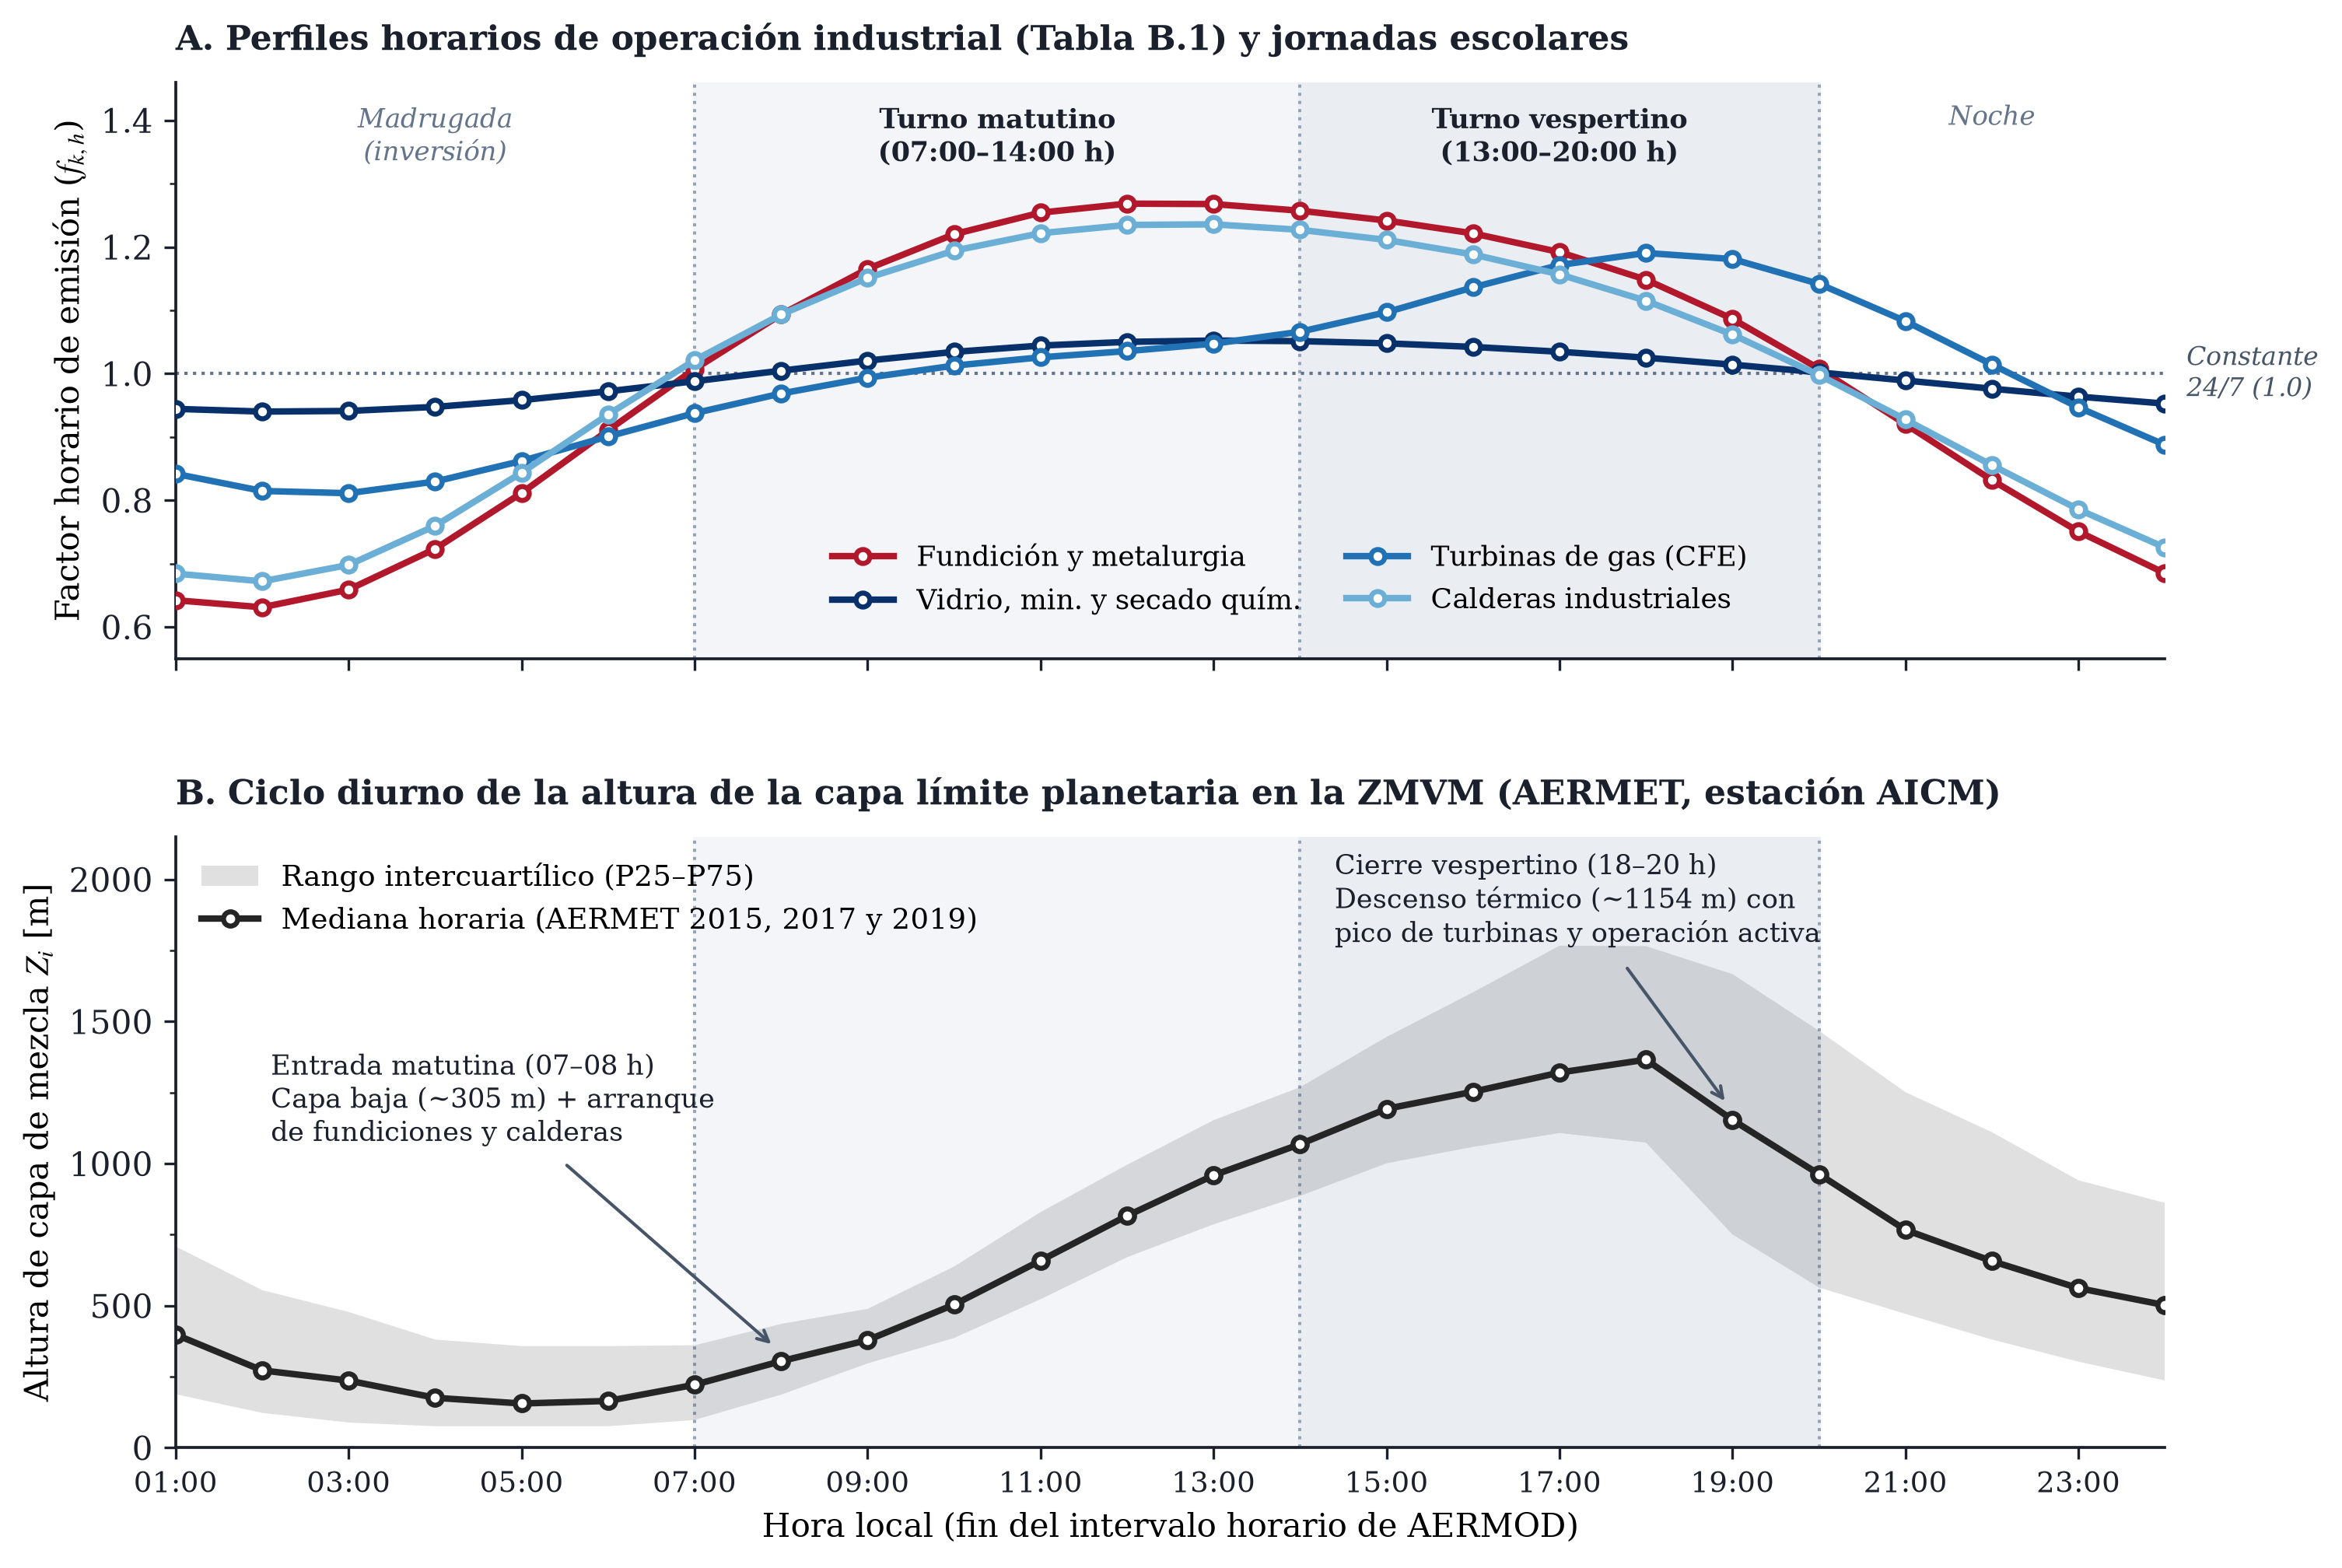 A. Perfiles horarios de operación industrial (Tabla B.1) y jornadas escolares
Factor horario de emisión (f_{k,h})
1.4
1.2
1.0
0.8
0.6
Madrugada
(inversión)
Turno matutino
(07:00–14:00 h)
Turno vespertino
(13:00–20:00 h)
Noche
Constante
24/7 (1.0)
Fundición y metalurgia
Vidrio, min. y secado quím.
Turbinas de gas (CFE)
Calderas industriales
B. Ciclo diurno de la altura de la capa límite planetaria en la ZMVM (AERMET, estación AICM)
Altura de capa de mezcla Z_i [m]
2000
1500
1000
500
0
Rango intercuartílico (P25–P75)
Mediana horaria (AERMET 2015, 2017 y 2019)
Cierre vespertino (18–20 h)
Descenso térmico (~1154 m) con
pico de turbinas y operación activa
Entrada matutina (07–08 h)
Capa baja (~305 m) + arranque
de fundiciones y calderas
01:00
03:00
05:00
07:00
09:00
11:00
13:00
15:00
17:00
19:00
21:00
23:00
Hora local (fin del intervalo horario de AERMOD)